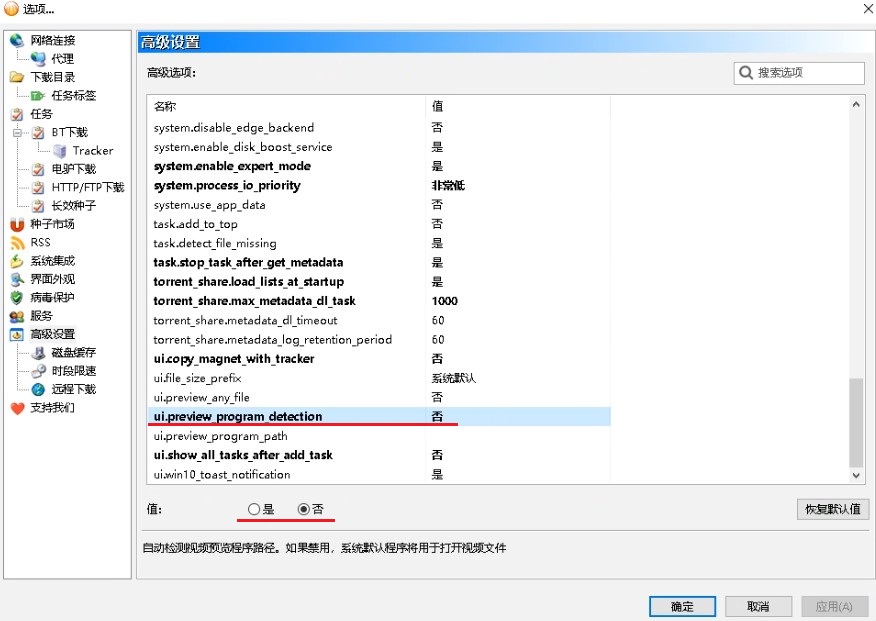 选项...
网络连接
代理
下载目录
任务标签
任务
BT下载
Tracker
电驴下载
HTTP/FTP下载
长效种子
种子市场
RSS
系统集成
界面外观
病毒保护
服务
高级设置
磁盘缓存
时段限速
远程下载
支持我们
高级设置
高级选项:
搜索选项
名称 值
system.disable_edge_backend 否
system.enable_disk_boost_service 是
system.enable_expert_mode 是
system.process_io_priority 非常低
system.use_app_data 否
task.add_to_top 否
task.detect_file_missing 是
task.stop_task_after_get_metadata 是
torrent_share.load_lists_at_startup 是
torrent_share.max_metadata_dl_task 1000
torrent_share.metadata_dl_timeout 60
torrent_share.metadata_log_retention_period 60
ui.copy_magnet_with_tracker 否
ui.file_size_prefix 系统默认
ui.preview_any_file 否
ui.preview_program_detection 否
ui.preview_program_path
ui.show_all_tasks_after_add_task 否
ui.win10_toast_notification 是
值: 是 否
恢复默认值
自动检测视频预览程序路径。如果禁用，系统默认程序将用于打开视频文件
确定 取消 应用(A)